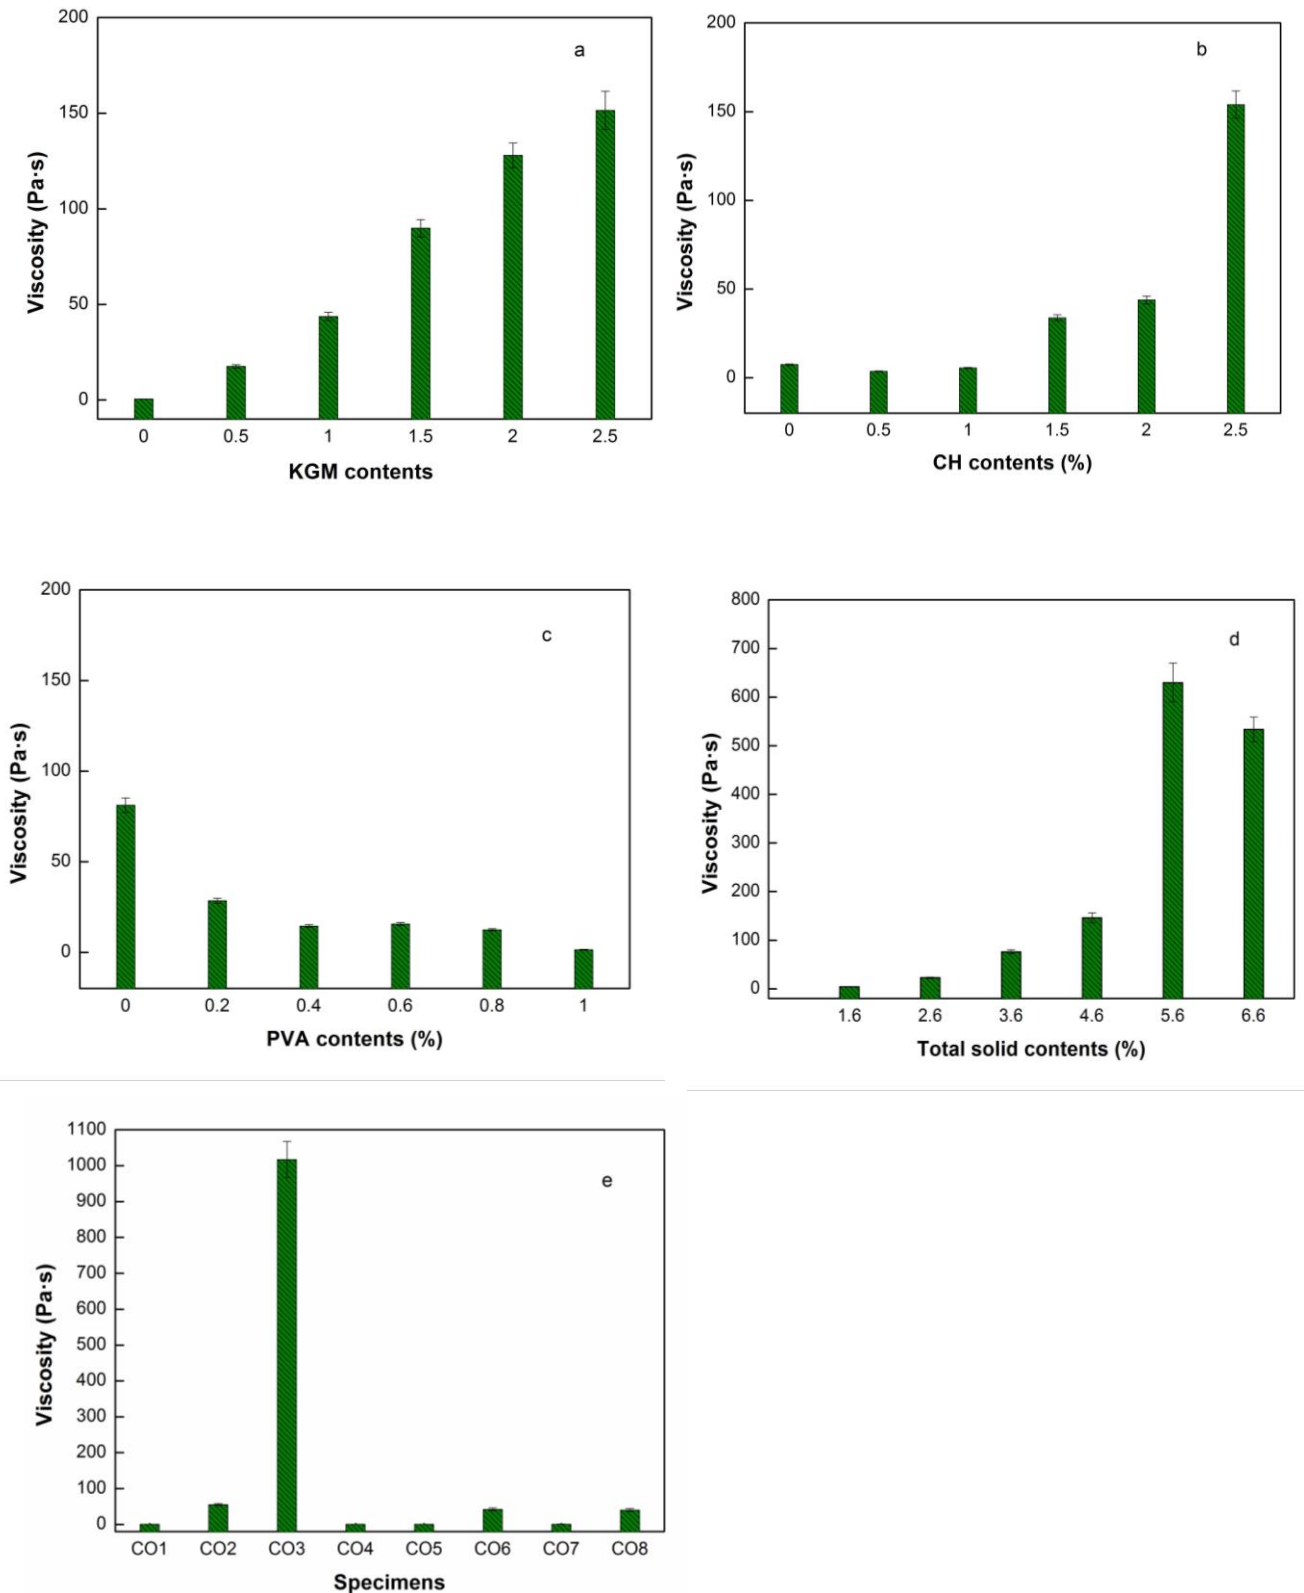 a
200
150
100
50
0
Viscosity (Pa·s)
0 0.5 1 1.5 2 2.5
KGM contents
b
200
150
100
50
0
Viscosity (Pa·s)
0 0.5 1 1.5 2 2.5
CH contents (%)
c
200
150
100
50
0
Viscosity (Pa·s)
0 0.2 0.4 0.6 0.8 1
PVA contents (%)
d
800
700
600
500
400
300
200
100
0
Viscosity (Pa·s)
1.6 2.6 3.6 4.6 5.6 6.6
Total solid contents (%)
e
1100
1000
900
800
700
600
500
400
300
200
100
0
Viscosity (Pa·s)
CO1 CO2 CO3 CO4 CO5 CO6 CO7 CO8
Specimens